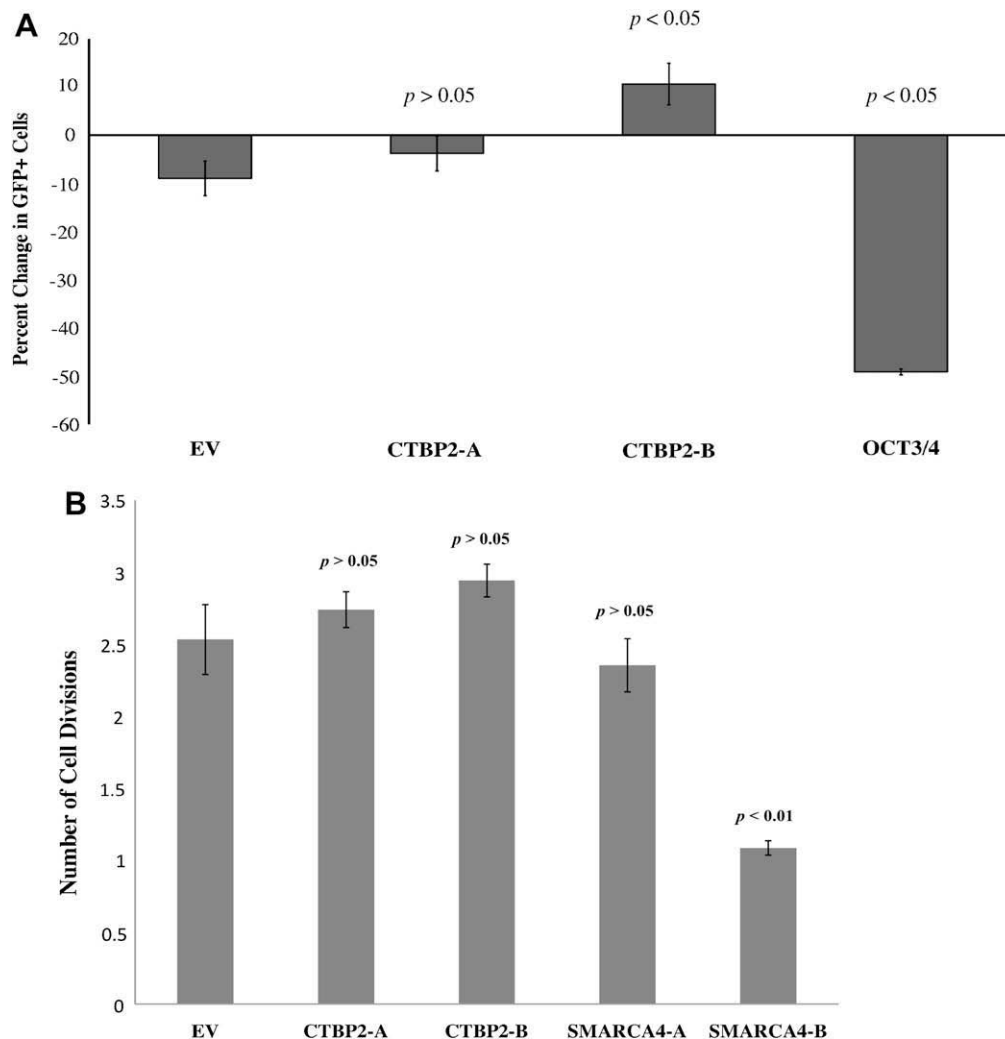 A
p < 0.05
p > 0.05
p < 0.05
20
10
0
-10
-20
-30
-40
-50
-60
Percent Change in GFP+ Cells
EV
CTBP2-A
CTBP2-B
OCT3/4
B
3.5
3
2.5
2
1.5
1
0.5
0
Number of Cell Divisions
p > 0.05
p > 0.05
p > 0.05
p < 0.01
EV
CTBP2-A
CTBP2-B
SMARCA4-A
SMARCA4-B